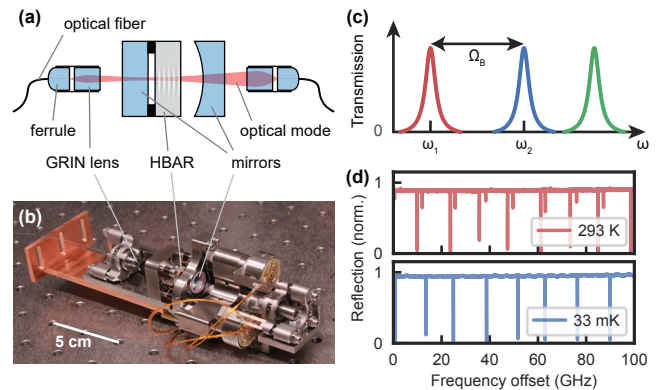 (a)
optical fiber
ferrule
optical mode
GRIN lens
HBAR
mirrors
(b)
5 cm
(c)
Transmission
0
Ω_B
ω_1
ω_2
ω
(d)
Reflection (norm.)
1
0
293 K
1
0
33 mK
0
20
40
60
80
100
Frequency offset (GHz)